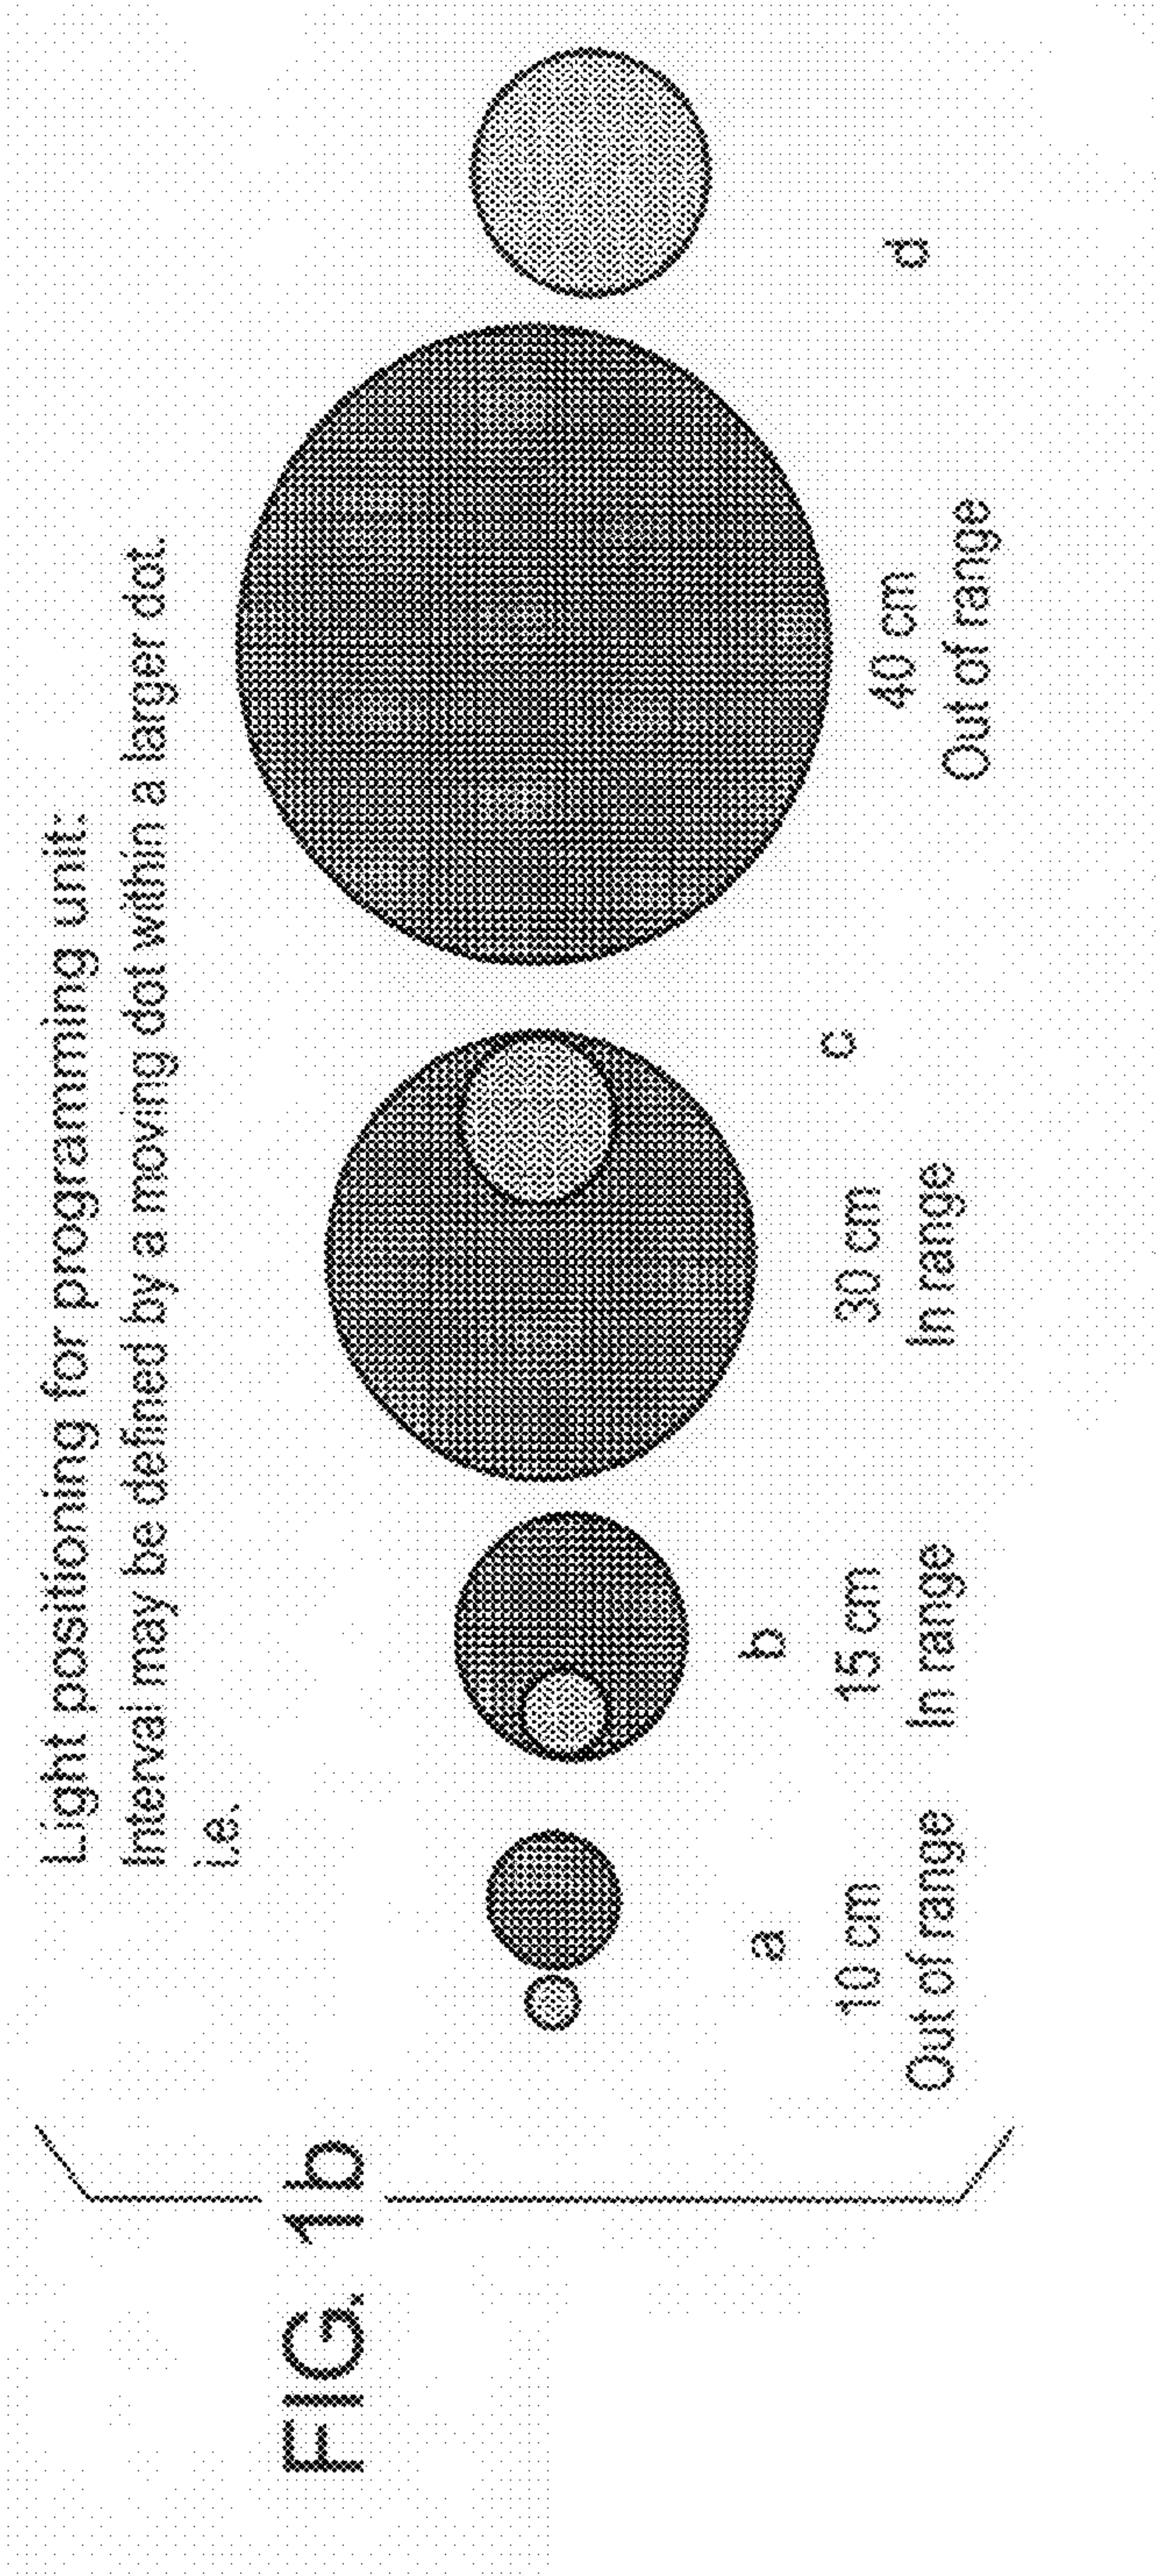 FIG. 1b
Light positioning for programming unit:
Interval may be defined by a moving dot within a larger dot.
i.e.
a
b
c
d
10 cm
Out of range
15 cm
In range
30 cm
In range
40 cm
Out of range